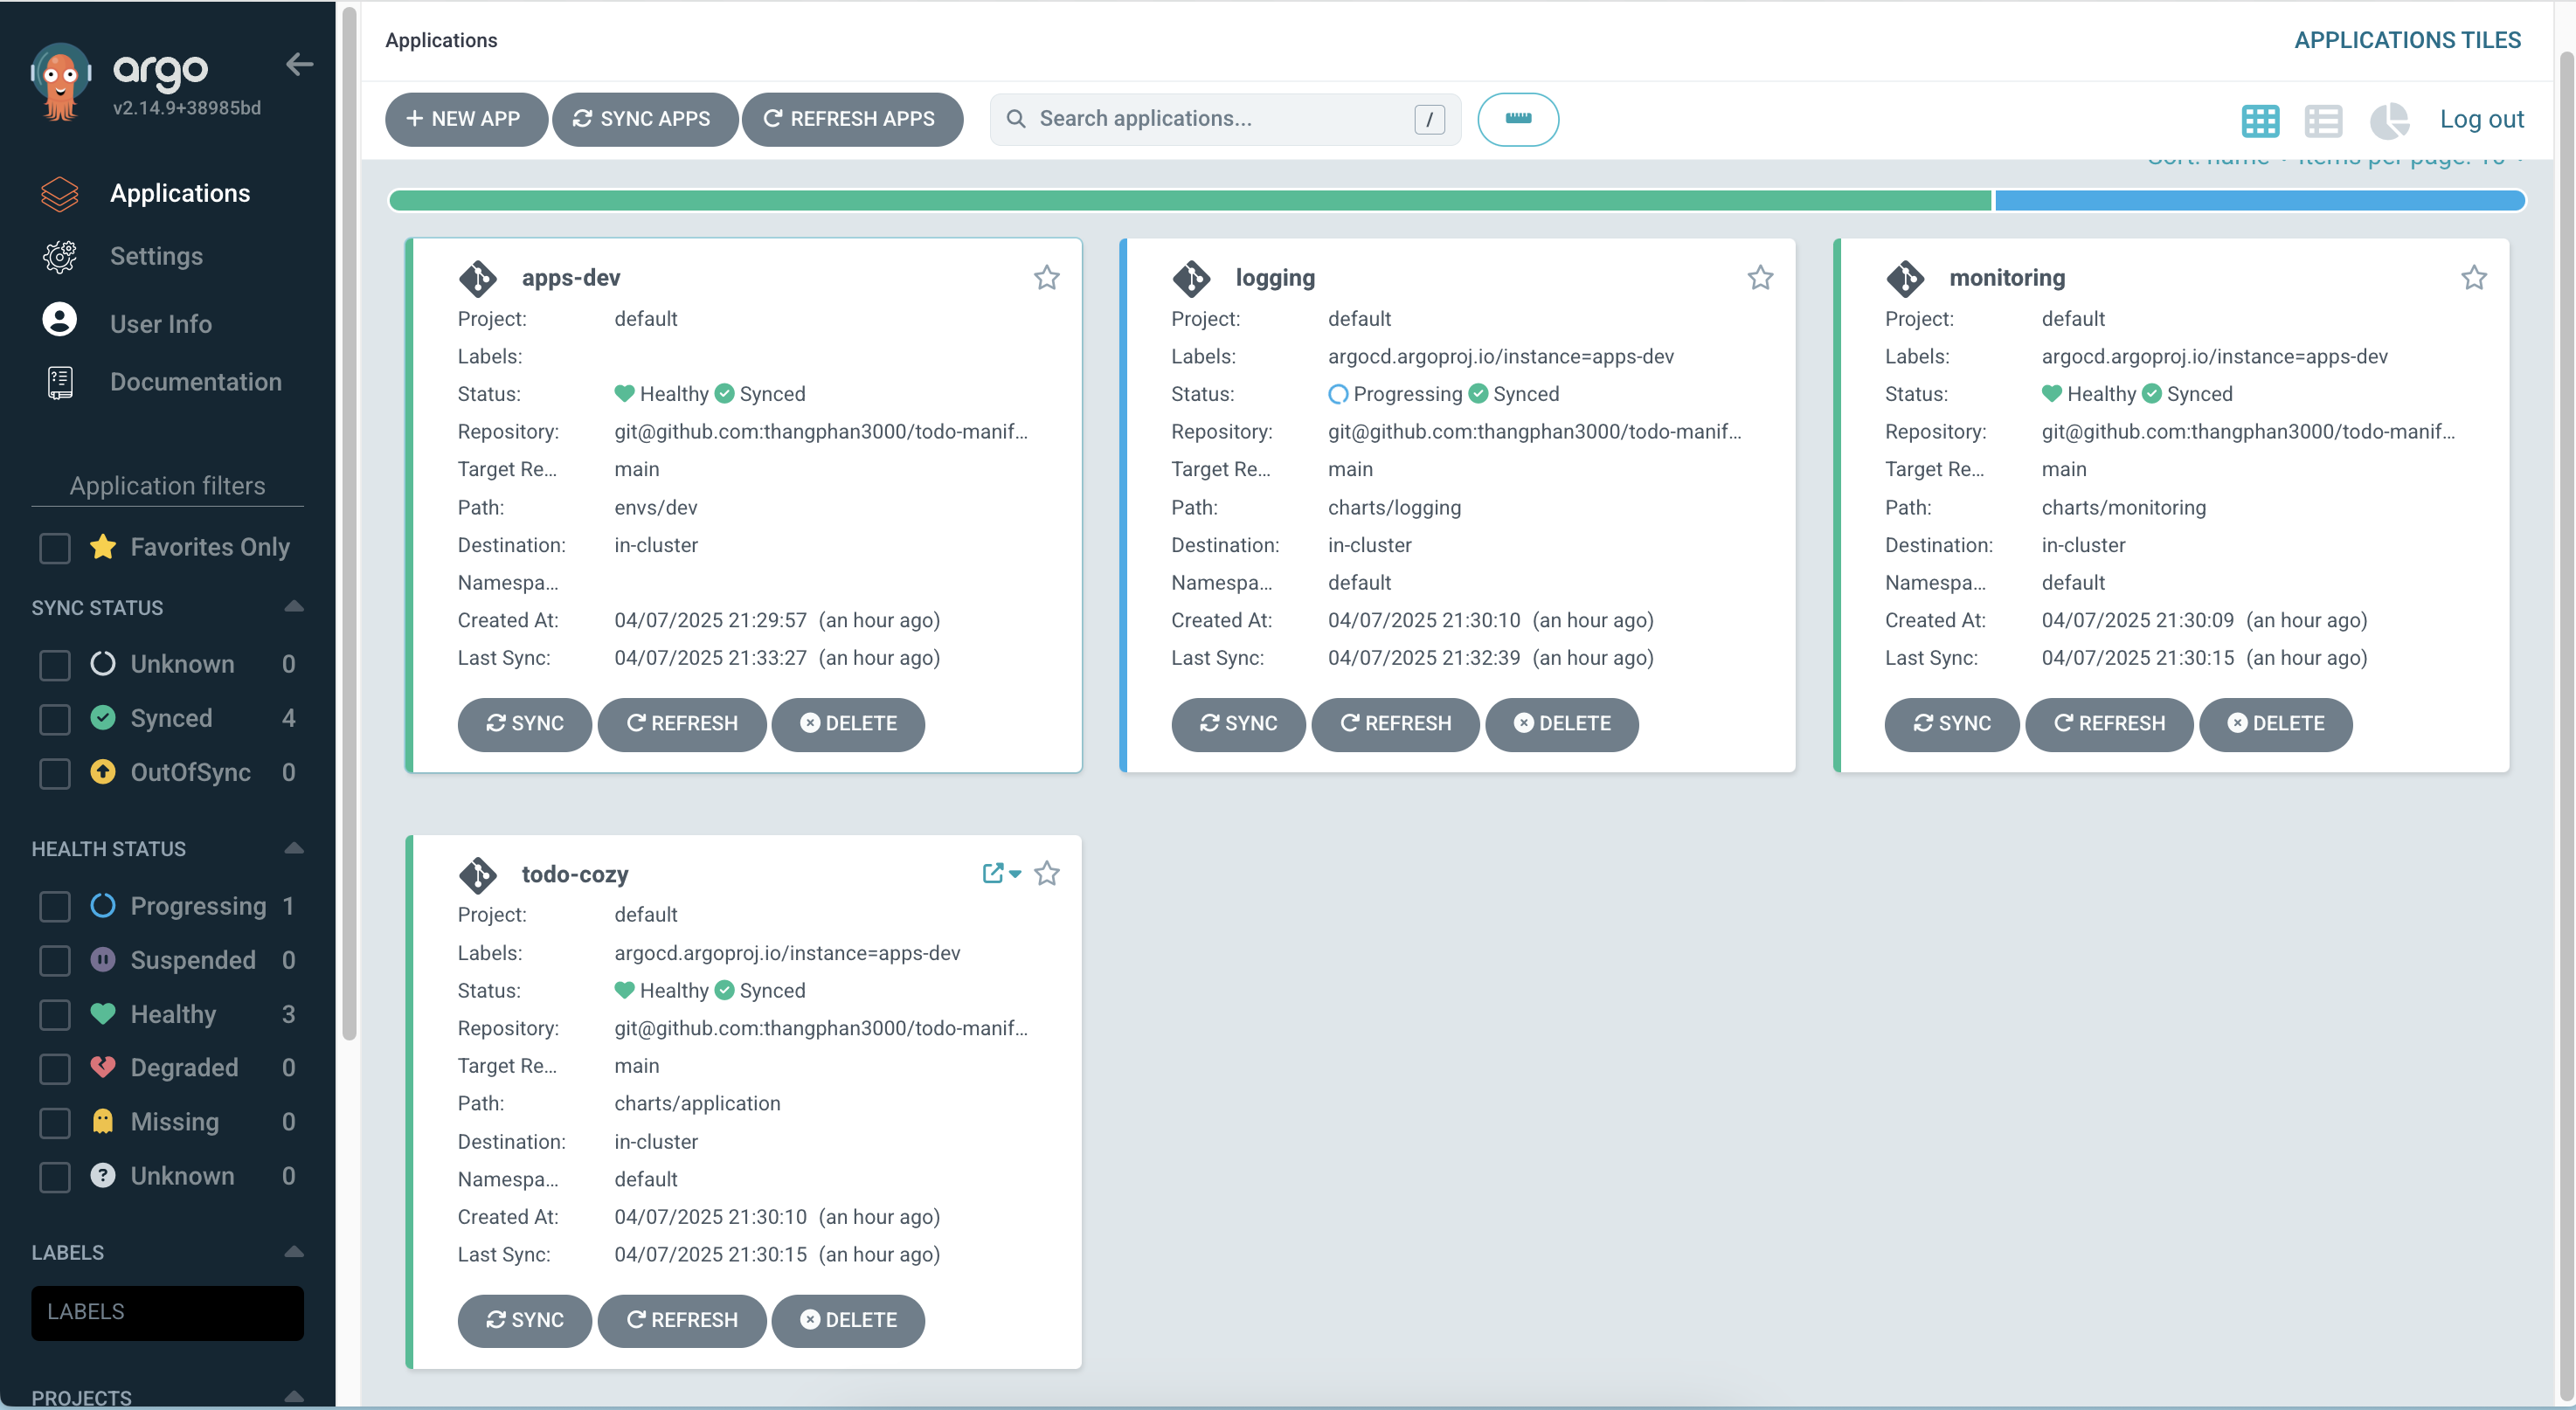 argo
v2.14.9+38985bd
Applications
Settings
User Info
Documentation
Application filters
Favorites Only
SYNC STATUS
Unknown 0
Synced 4
OutOfSync 0
HEALTH STATUS
Progressing 1
Suspended 0
Healthy 3
Degraded 0
Missing 0
Unknown 0
LABELS
LABELS
PROJECTS
Applications
APPLICATIONS TILES
+ NEW APP
SYNC APPS
REFRESH APPS
Search applications...
/
Log out
Sort: name Items per page: 10
apps-dev
Project: default
Labels:
Status: Healthy Synced
Repository: git@github.com:thangphan3000/todo-manif...
Target Re... main
Path: envs/dev
Destination: in-cluster
Namespa...
Created At: 04/07/2025 21:29:57 (an hour ago)
Last Sync: 04/07/2025 21:33:27 (an hour ago)
SYNC REFRESH DELETE
logging
Project: default
Labels: argocd.argoproj.io/instance=apps-dev
Status: Progressing Synced
Repository: git@github.com:thangphan3000/todo-manif...
Target Re... main
Path: charts/logging
Destination: in-cluster
Namespa... default
Created At: 04/07/2025 21:30:10 (an hour ago)
Last Sync: 04/07/2025 21:32:39 (an hour ago)
SYNC REFRESH DELETE
monitoring
Project: default
Labels: argocd.argoproj.io/instance=apps-dev
Status: Healthy Synced
Repository: git@github.com:thangphan3000/todo-manif...
Target Re... main
Path: charts/monitoring
Destination: in-cluster
Namespa... default
Created At: 04/07/2025 21:30:09 (an hour ago)
Last Sync: 04/07/2025 21:30:15 (an hour ago)
SYNC REFRESH DELETE
todo-cozy
Project: default
Labels: argocd.argoproj.io/instance=apps-dev
Status: Healthy Synced
Repository: git@github.com:thangphan3000/todo-manif...
Target Re... main
Path: charts/application
Destination: in-cluster
Namespa... default
Created At: 04/07/2025 21:30:10 (an hour ago)
Last Sync: 04/07/2025 21:30:15 (an hour ago)
SYNC REFRESH DELETE